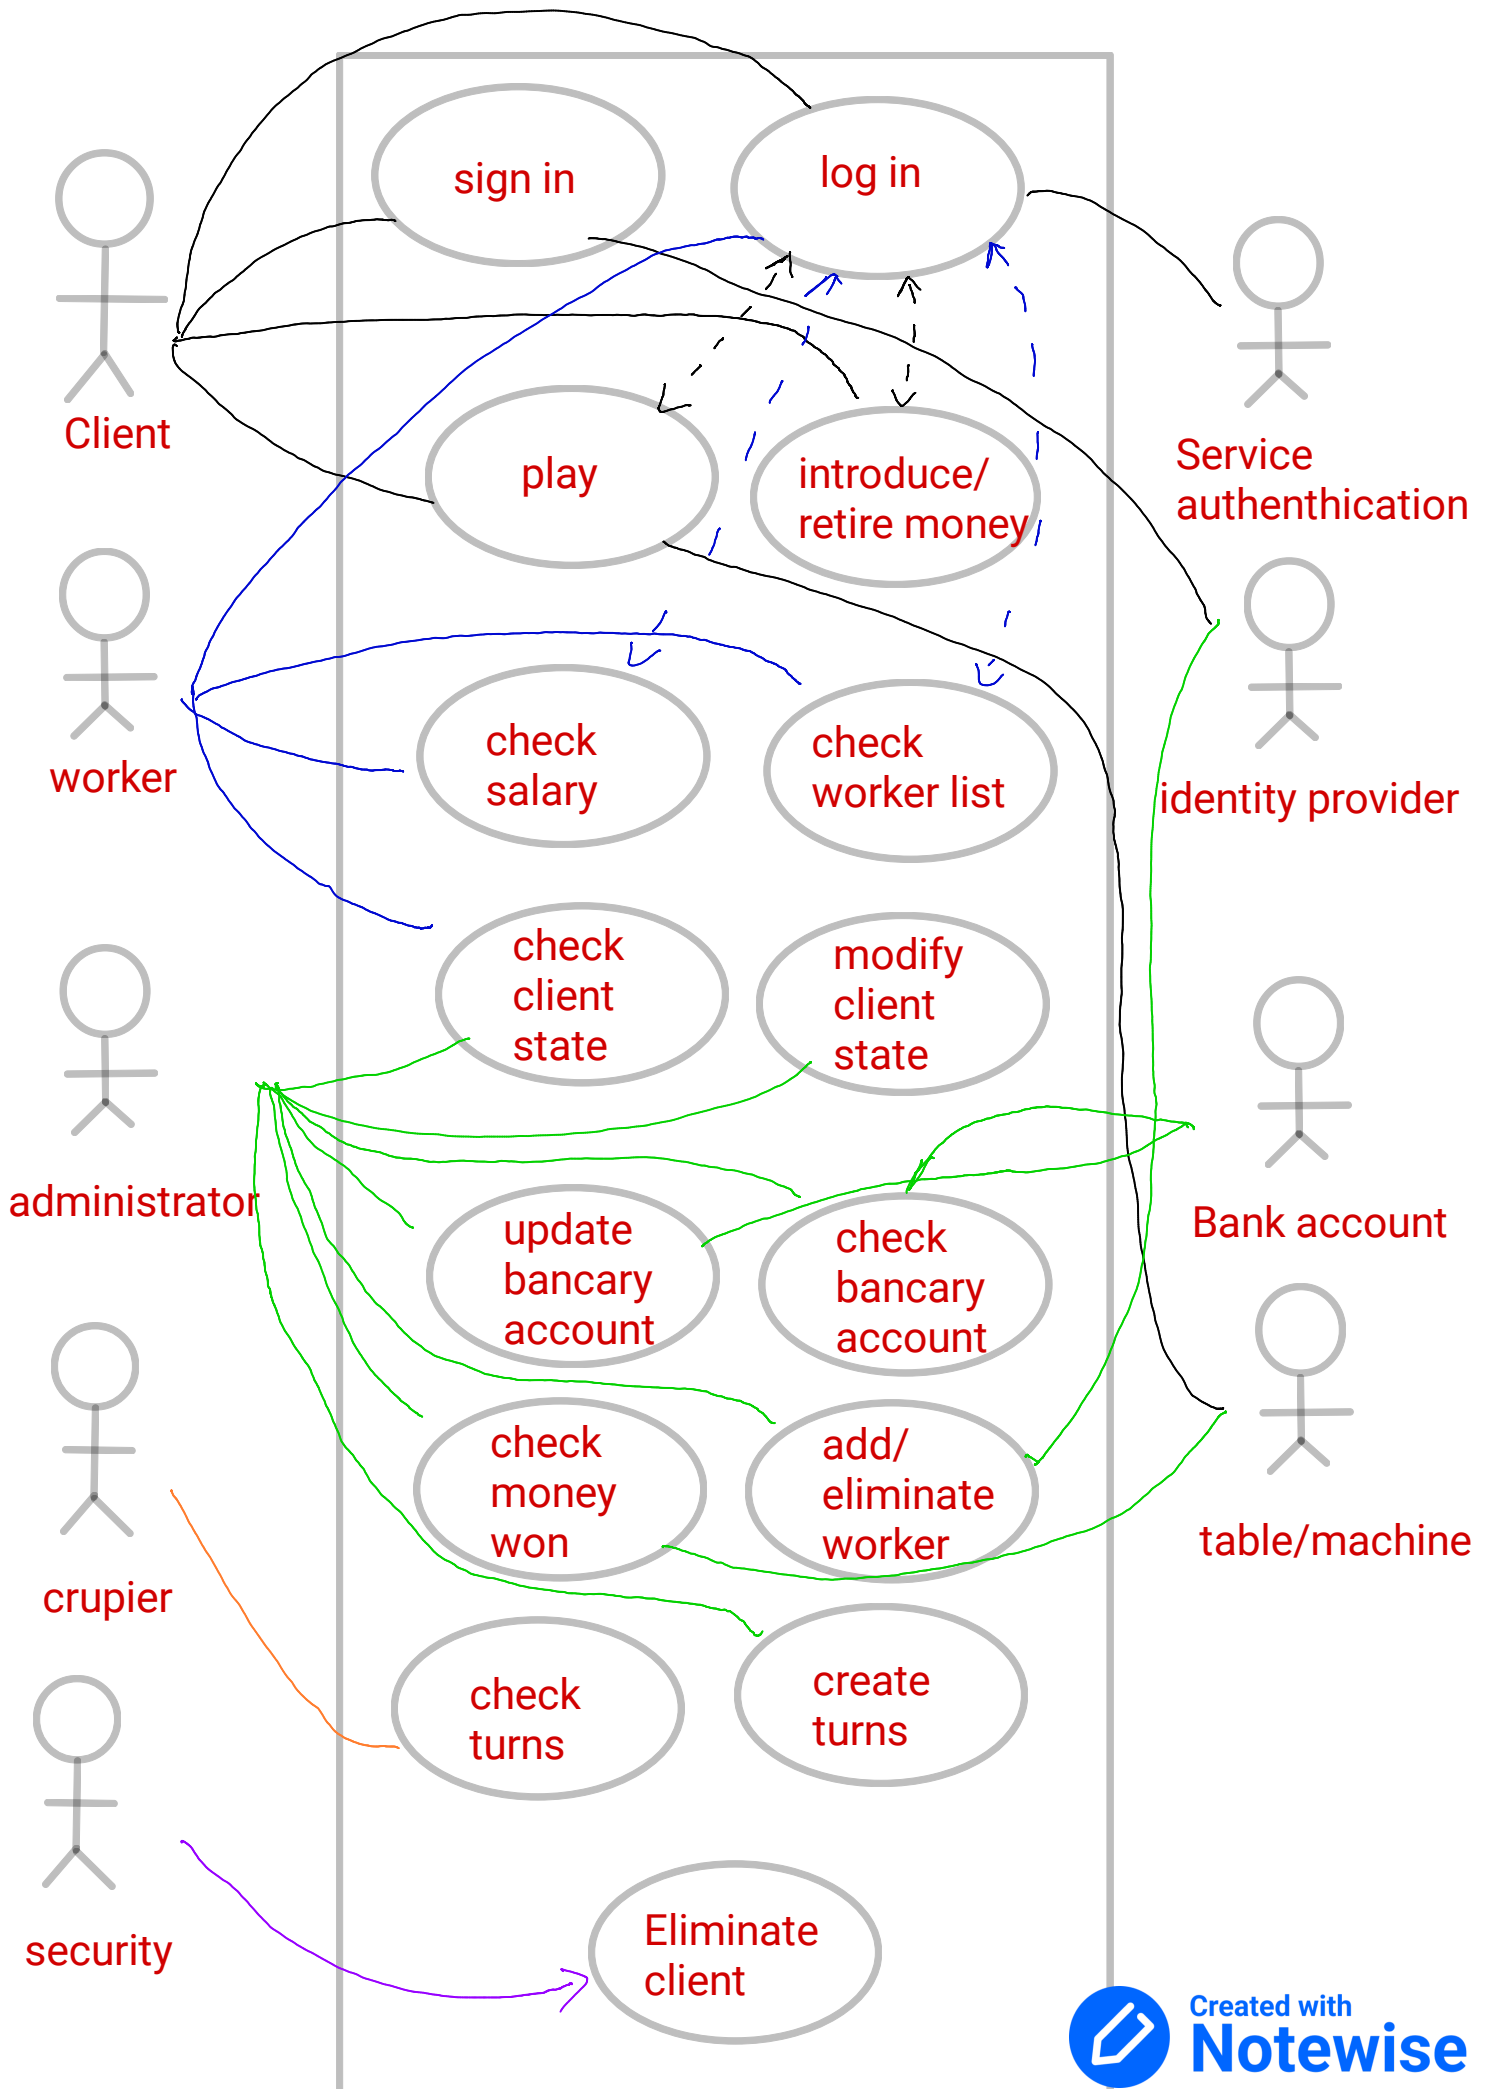 sign in
log in
Client
play
introduce/
retire money
Service
authenthication
worker
check
salary
check
worker list
identity provider
check
client
state
modify
client
state
administrator
update
bancary
account
check
bancary
account
Bank account
crupier
check
money
won
add/
eliminate
worker
table/machine
check
turns
create
turns
security
Eliminate
client
Created with
Notewise